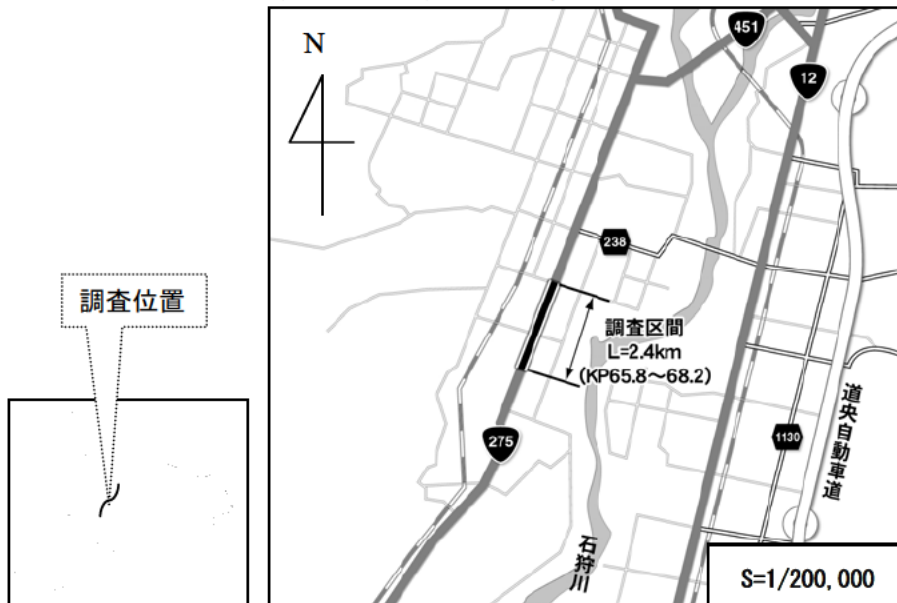 N
451
12
238
調査位置
調査区間
L=2.4km
(KP65.8～68.2)
275
1130
道央自動車道
石狩川
S=1/200,000